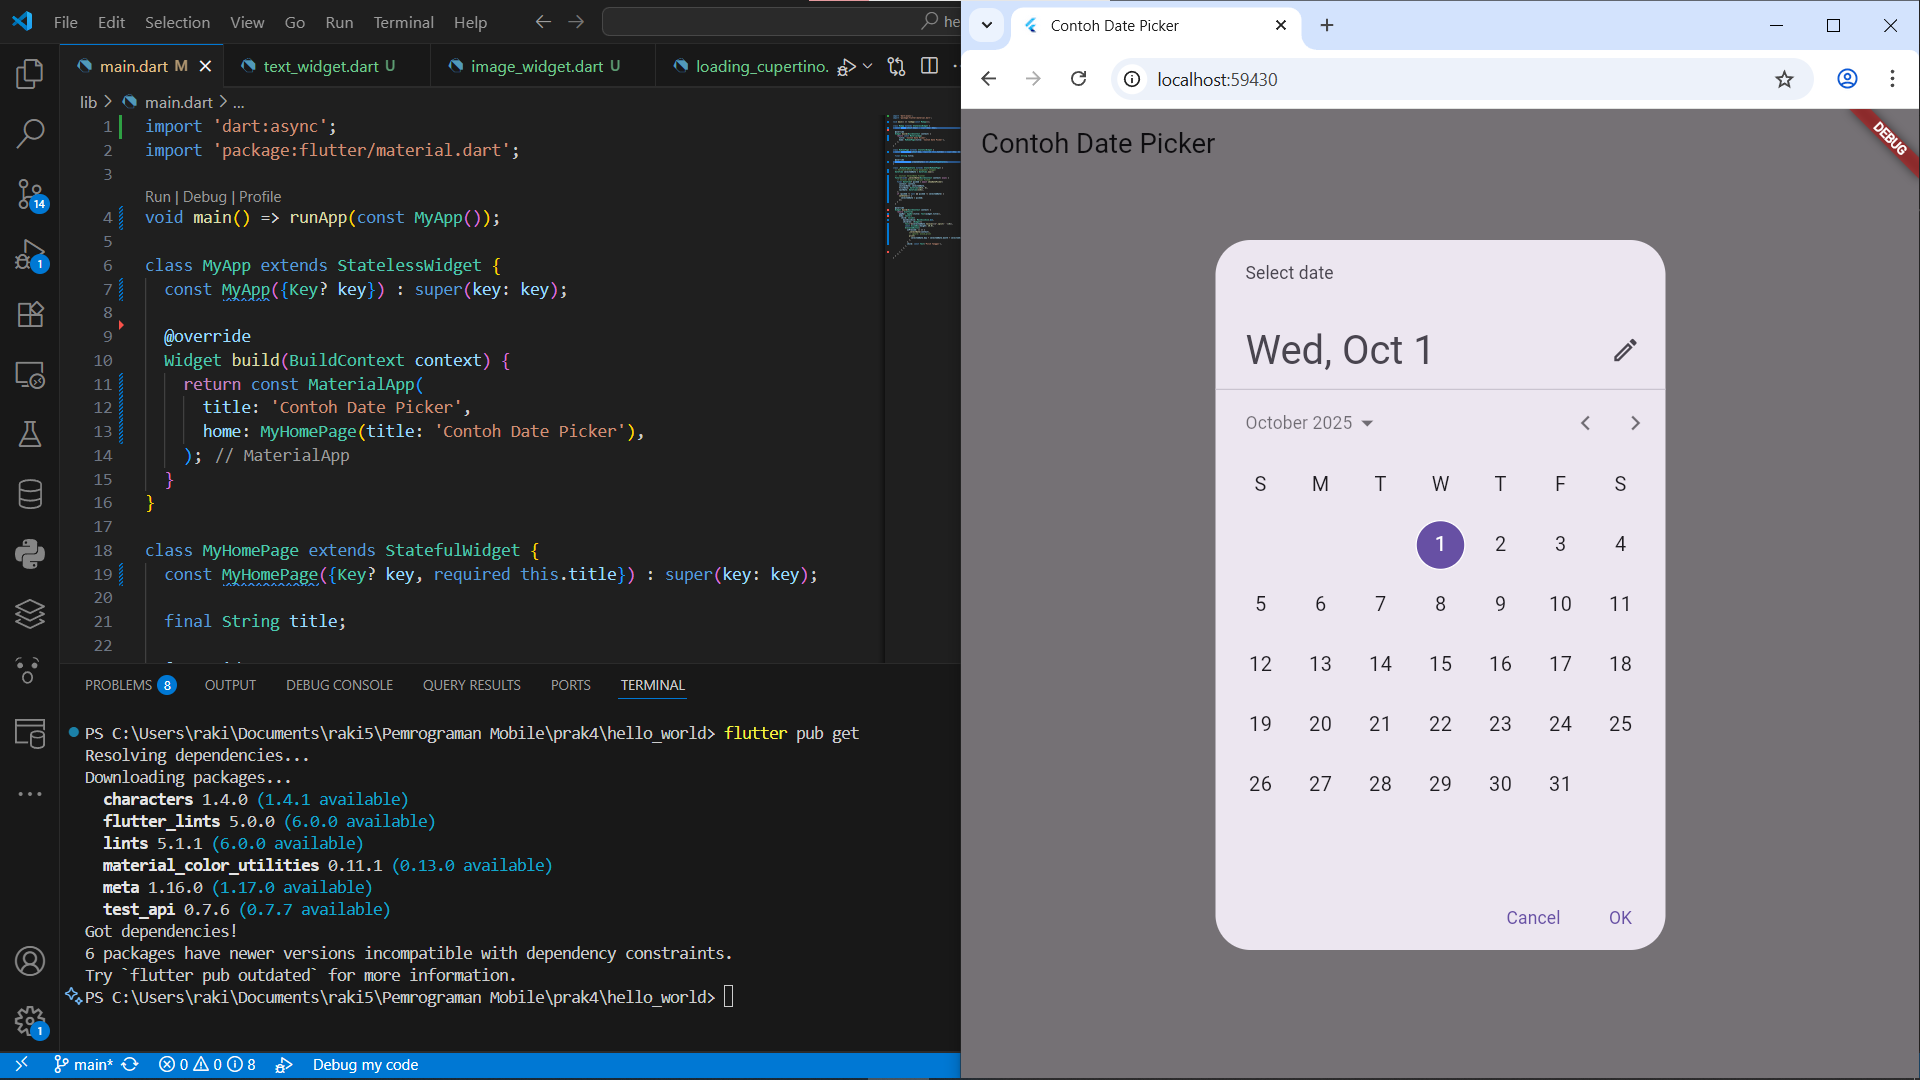 File Edit Selection View Go Run Terminal Help
he
main.dart M
text_widget.dart U
image_widget.dart U
loading_cupertino.
lib > main.dart > ...
1 import 'dart:async';
2 import 'package:flutter/material.dart';
3
Run | Debug | Profile
4 void main() => runApp(const MyApp());
5
6 class MyApp extends StatelessWidget {
7 const MyApp({Key? key}) : super(key: key);
8
9 @override
10 Widget build(BuildContext context) {
11 return const MaterialApp(
12 title: 'Contoh Date Picker',
13 home: MyHomePage(title: 'Contoh Date Picker'),
14 ); // MaterialApp
15 }
16 }
17
18 class MyHomePage extends StatefulWidget {
19 const MyHomePage({Key? key, required this.title}) : super(key: key);
20
21 final String title;
22
14
1
1
PROBLEMS 8 OUTPUT DEBUG CONSOLE QUERY RESULTS PORTS TERMINAL
PS C:\Users\raki\Documents\raki5\Pemrograman Mobile\prak4\hello_world> flutter pub get
Resolving dependencies...
Downloading packages...
characters 1.4.0 (1.4.1 available)
flutter_lints 5.0.0 (6.0.0 available)
lints 5.1.1 (6.0.0 available)
material_color_utilities 0.11.1 (0.13.0 available)
meta 1.16.0 (1.17.0 available)
test_api 0.7.6 (0.7.7 available)
Got dependencies!
6 packages have newer versions incompatible with dependency constraints.
Try `flutter pub outdated` for more information.
PS C:\Users\raki\Documents\raki5\Pemrograman Mobile\prak4\hello_world>
main* 0 0 8 Debug my code
Contoh Date Picker
localhost:59430
Contoh Date Picker
DEBUG
Select date
Wed, Oct 1
October 2025
S M T W T F S
1 2 3 4
5 6 7 8 9 10 11
12 13 14 15 16 17 18
19 20 21 22 23 24 25
26 27 28 29 30 31
Cancel OK